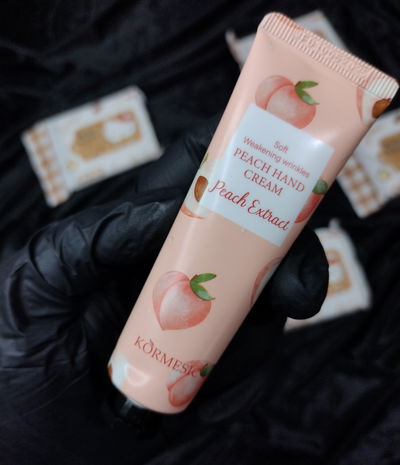 Soft
Weakening wrinkles
PEACH HAND
CREAM
Peach Extract
KORMESIC